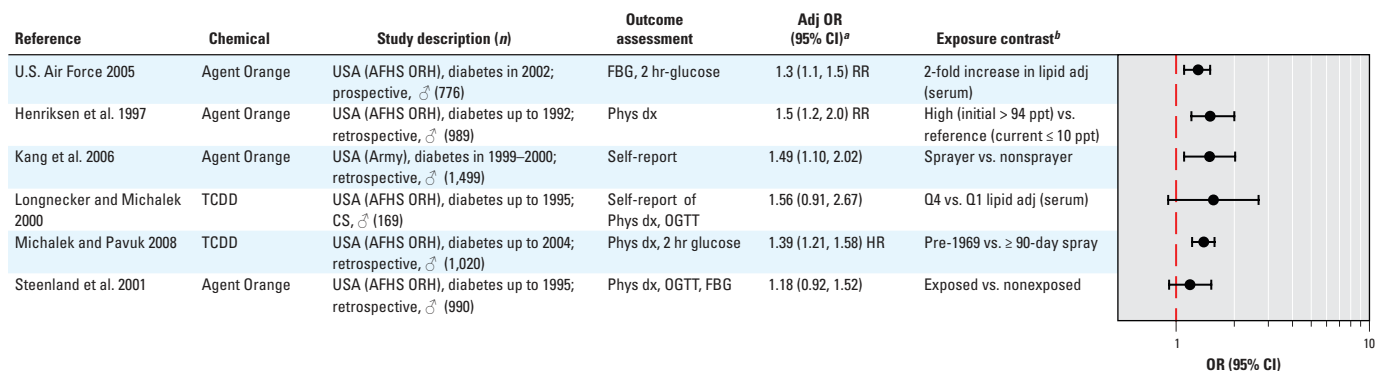 Reference Chemical Study description (n) Outcome assessment Adj OR (95% CI)a Exposure contrastb
U.S. Air Force 2005 Agent Orange USA (AFHS ORH), diabetes in 2002; FBG, 2 hr-glucose 1.3 (1.1, 1.5) RR 2-fold increase in lipid adj
prospective, ♂ (776) (serum)
Henriksen et al. 1997 Agent Orange USA (AFHS ORH), diabetes up to 1992; Phys dx 1.5 (1.2, 2.0) RR High (initial > 94 ppt) vs.
retrospective, ♂ (989) reference (current ≤ 10 ppt)
Kang et al. 2006 Agent Orange USA (Army), diabetes in 1999–2000; Self-report 1.49 (1.10, 2.02) Sprayer vs. nonsprayer
retrospective, ♂ (1,499)
Longnecker and Michalek TCDD USA (AFHS ORH), diabetes up to 1995; Self-report of 1.56 (0.91, 2.67) Q4 vs. Q1 lipid adj (serum)
2000 CS, ♂ (169) Phys dx, OGTT
Michalek and Pavuk 2008 TCDD USA (AFHS ORH), diabetes up to 2004; Phys dx, 2 hr glucose 1.39 (1.21, 1.58) HR Pre-1969 vs. ≥ 90-day spray
retrospective, ♂ (1,020)
Steenland et al. 2001 Agent Orange USA (AFHS ORH), diabetes up to 1995; Phys dx, OGTT, FBG 1.18 (0.92, 1.52) Exposed vs. nonexposed
retrospective, ♂ (990)
1 10
OR (95% CI)